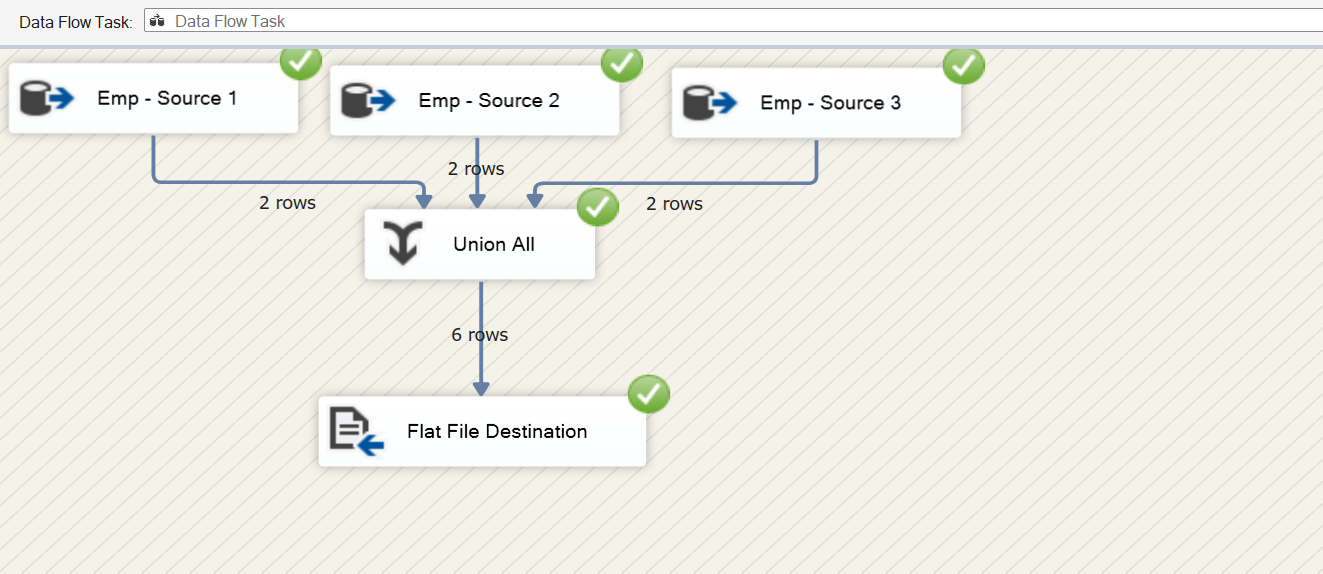 Data Flow Task: Data Flow Task
Emp - Source 1
Emp - Source 2
Emp - Source 3
2 rows
2 rows
2 rows
Union All
6 rows
Flat File Destination